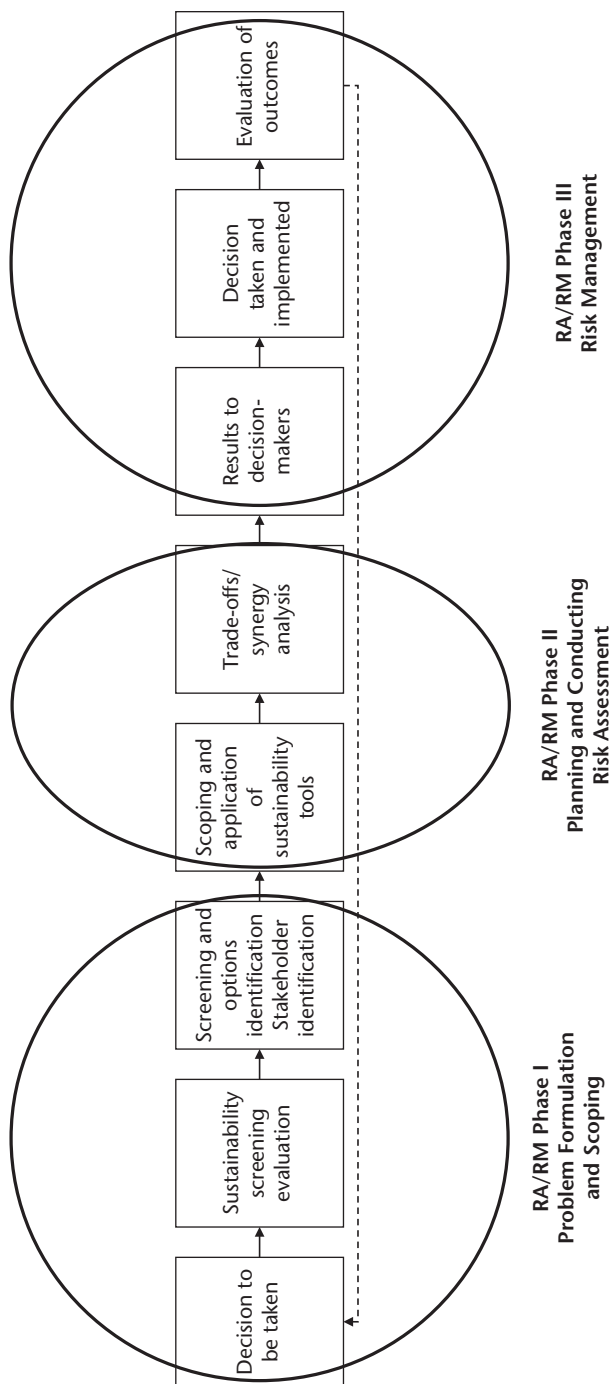 Decision to
be taken
Sustainability
screening
evaluation
Screening and
options
identification
Stakeholder
identification
Scoping and
application
of
sustainability
tools
Trade-offs/
synergy
analysis
Results to
decision-
makers
Decision
taken and
implemented
Evaluation of
outcomes
RA/RM Phase I
Problem Formulation
and Scoping
RA/RM Phase II
Planning and Conducting
Risk Assessment
RA/RM Phase III
Risk Management